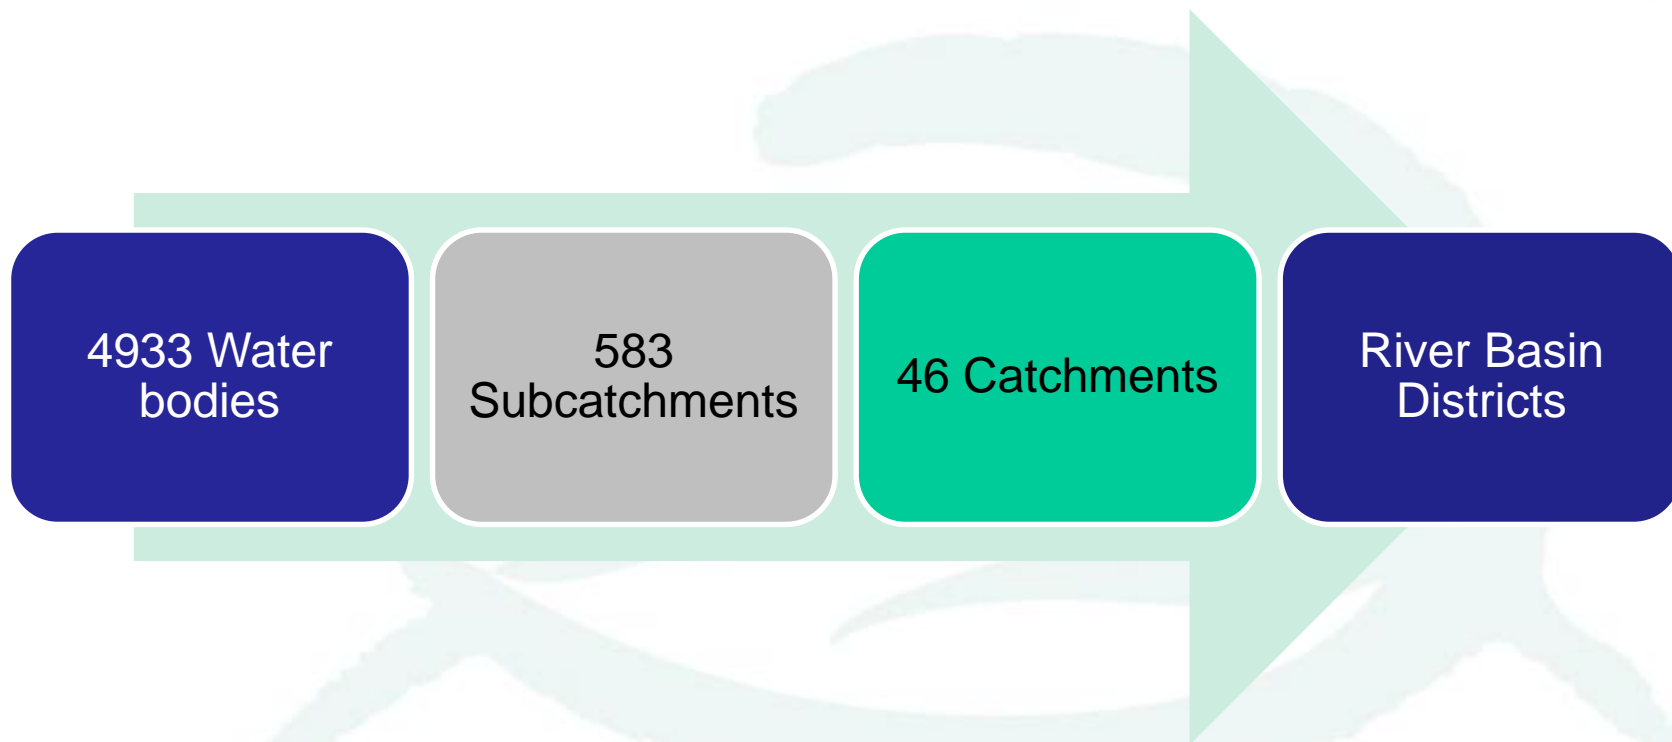 4933 Water
bodies
583
Subcatchments
46 Catchments
River Basin
Districts